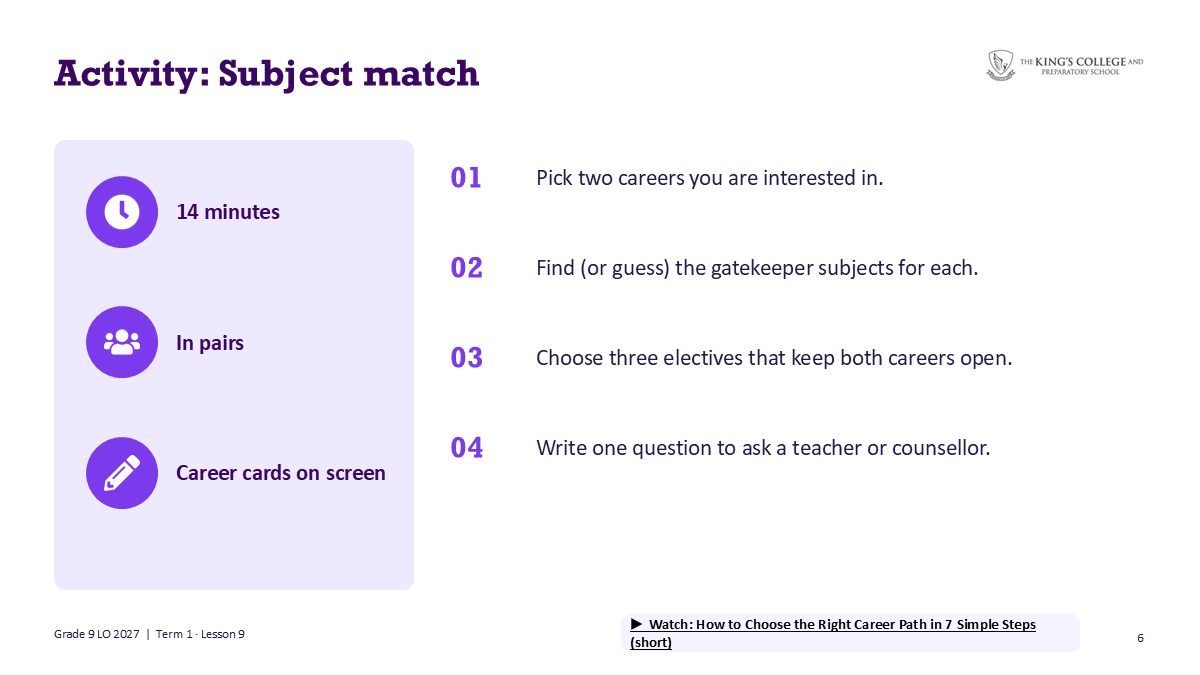 Activity: Subject match
THE KING'S COLLEGE AND
PREPARATORY SCHOOL
14 minutes
In pairs
Career cards on screen
01 Pick two careers you are interested in.
02 Find (or guess) the gatekeeper subjects for each.
03 Choose three electives that keep both careers open.
04 Write one question to ask a teacher or counsellor.
Grade 9 LO 2027 | Term 1 · Lesson 9
▶ Watch: How to Choose the Right Career Path in 7 Simple Steps
(short)
6